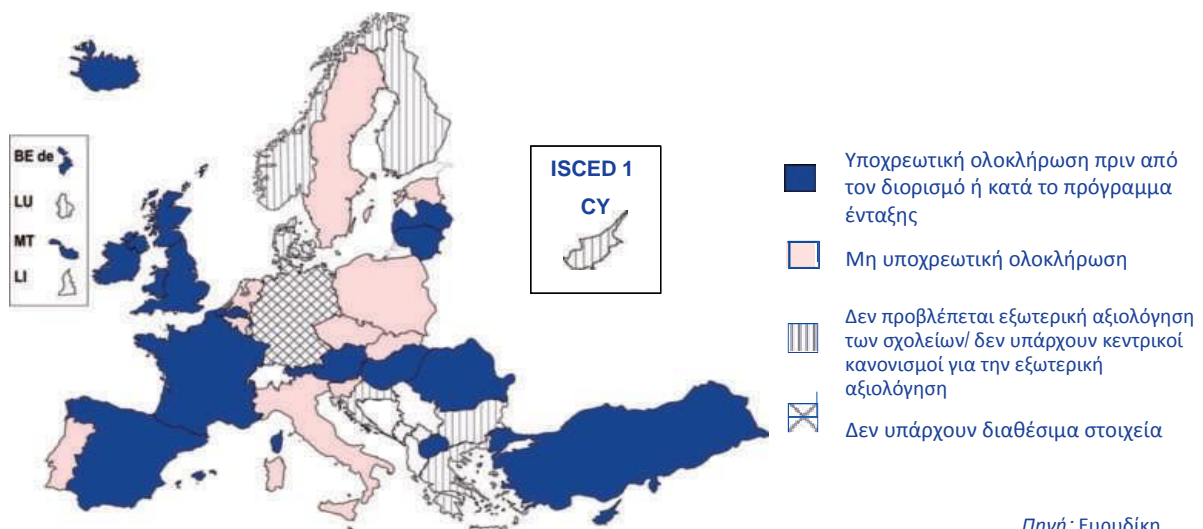 BE de
LU
MT
LI
ISCED 1
CY
Υποχρεωτική ολοκλήρωση πριν από
τον διορισμό ή κατά το πρόγραμμα
ένταξης
Μη υποχρεωτική ολοκλήρωση
Δεν προβλέπεται εξωτερική αξιολόγηση
των σχολείων/ δεν υπάρχουν κεντρικοί
κανονισμοί για την εξωτερική
αξιολόγηση
Δεν υπάρχουν διαθέσιμα στοιχεία
Πηγή: Ευρυδίκη